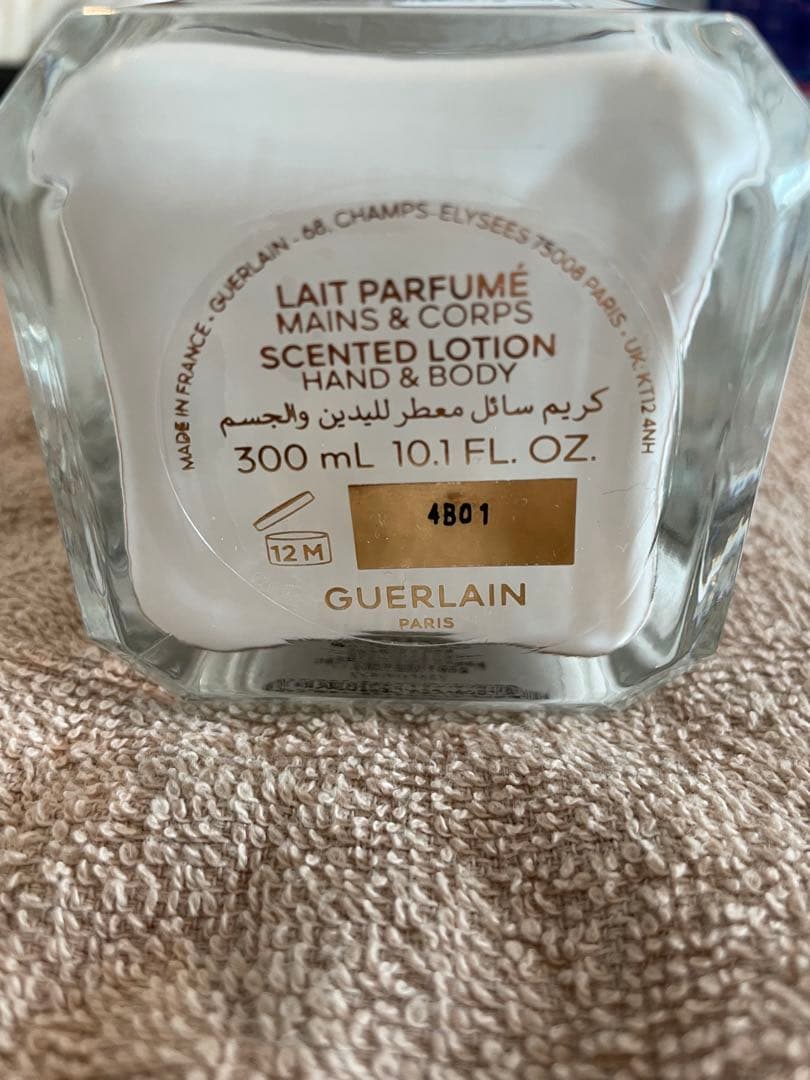 MADE IN FRANCE • GUERLAIN - 68, CHAMPS-ELYSEES 75008 PARIS • UK: KT12 4NH
LAIT PARFUMÉ
MAINS & CORPS
SCENTED LOTION
HAND & BODY
كريم سائل معطر لليدين والجسم
300 mL 10.1 FL. OZ.
12 M
4B01
GUERLAIN
PARIS